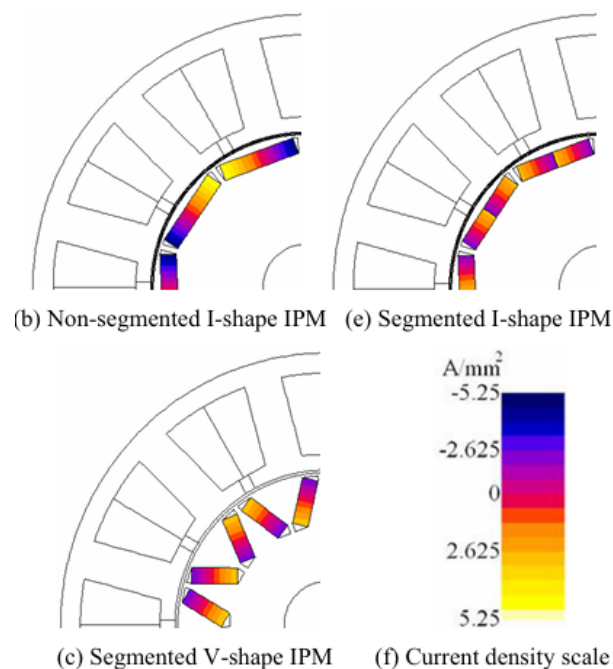 (b) Non-segmented I-shape IPM
(e) Segmented I-shape IPM
A/mm²
-5.25
-2.625
0
2.625
5.25
(c) Segmented V-shape IPM
(f) Current density scale